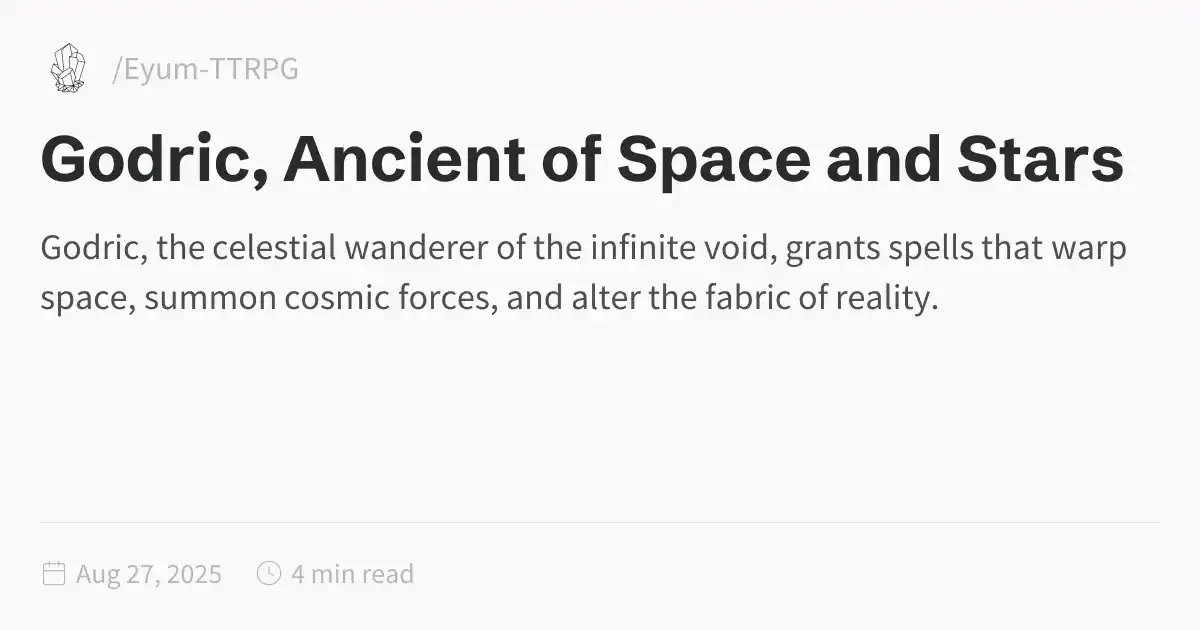 /Eyum-TTRPG
Godric, Ancient of Space and Stars
Godric, the celestial wanderer of the infinite void, grants spells that warp
space, summon cosmic forces, and alter the fabric of reality.
Aug 27, 2025 4 min read